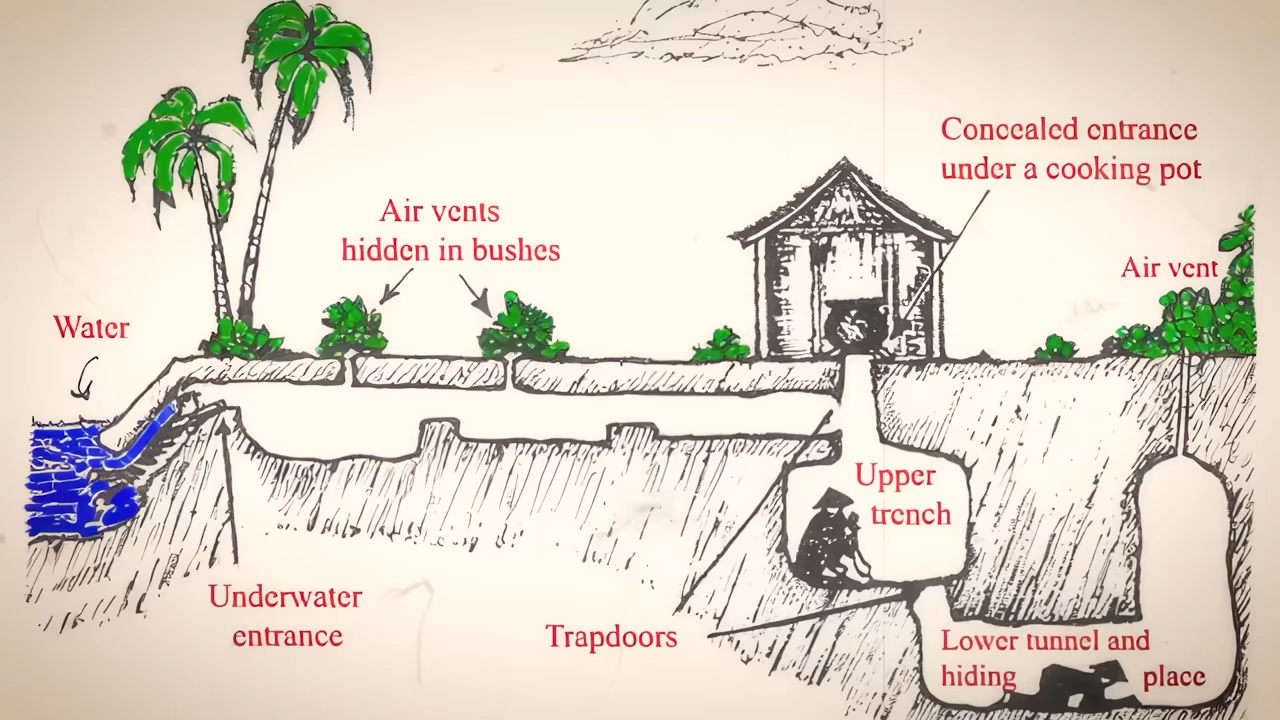 Concealed entrance
under a cooking pot
Air vents
hidden in bushes
Air vent
Water
Upper
trench
Underwater
entrance
Trapdoors
Lower tunnel and
hiding place